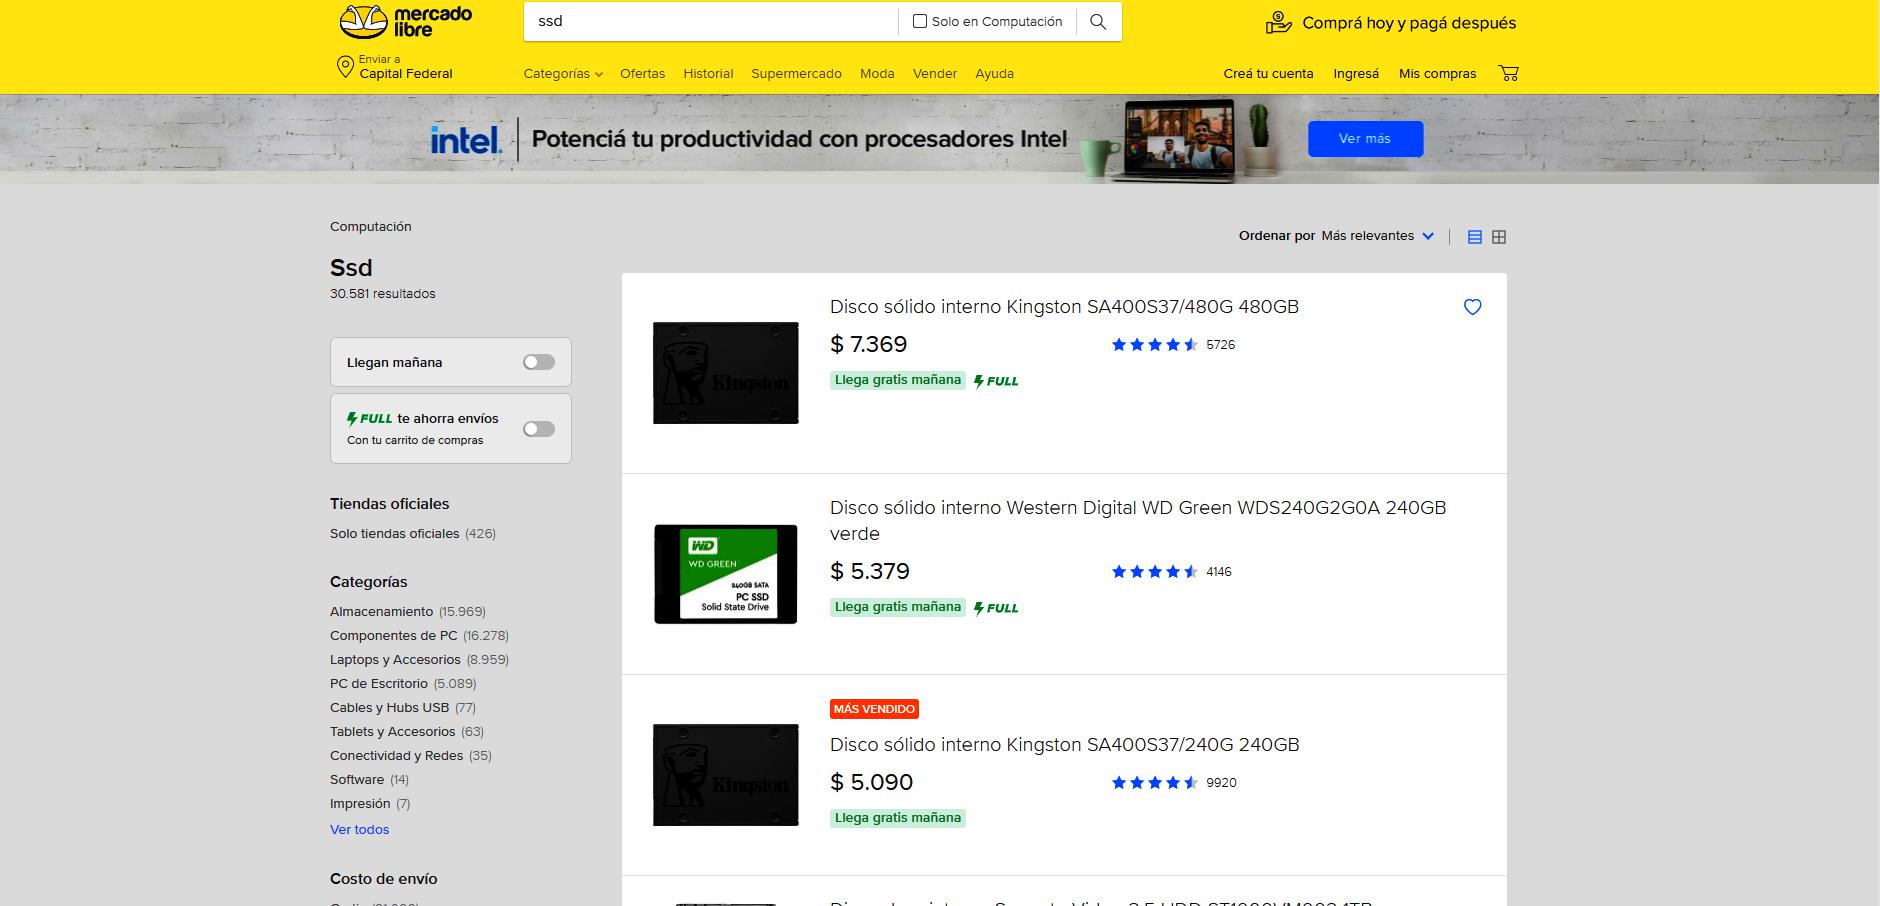 mercado
libre
ssd
Solo en Computación
Comprá hoy y pagá después
Enviar a
Capital Federal
Categorías
Ofertas
Historial
Supermercado
Moda
Vender
Ayuda
Creá tu cuenta
Ingresá
Mis compras
intel.
Potenciá tu productividad con procesadores Intel
Ver más
Computación
Ssd
30.581 resultados
Ordenar por Más relevantes
Llegan mañana
FULL te ahorra envíos
Con tu carrito de compras
Tiendas oficiales
Solo tiendas oficiales (426)
Categorías
Almacenamiento (15.969)
Componentes de PC (16.278)
Laptops y Accesorios (8.959)
PC de Escritorio (5.089)
Cables y Hubs USB (77)
Tablets y Accesorios (63)
Conectividad y Redes (35)
Software (14)
Impresión (7)
Ver todos
Costo de envío
Kingston
Disco sólido interno Kingston SA400S37/480G 480GB
$ 7.369
5726
Llega gratis mañana
FULL
WD
WD GREEN
240GB SATA
PC SSD
Solid State Drive
Disco sólido interno Western Digital WD Green WDS240G2G0A 240GB
verde
$ 5.379
4146
Llega gratis mañana
FULL
Kingston
MÁS VENDIDO
Disco sólido interno Kingston SA400S37/240G 240GB
$ 5.090
9920
Llega gratis mañana